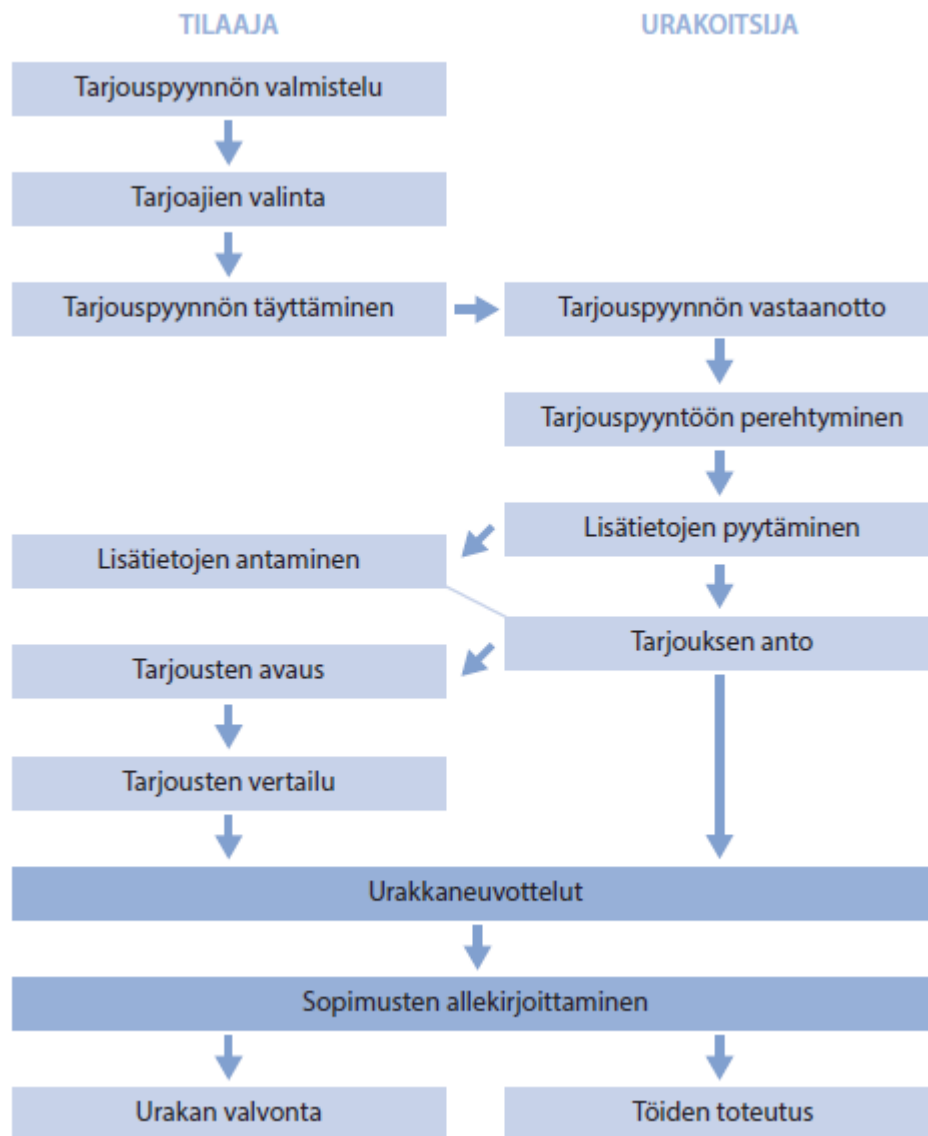 TILAAJA
URAKOITSIJA
Tarjouspyynnön valmistelu
Tarjoajien valinta
Tarjouspyynnön täyttäminen
Tarjouspyynnön vastaanotto
Tarjouspyyntöön perehtyminen
Lisätietojen pyytäminen
Lisätietojen antaminen
Tarjouksen anto
Tarjousten avaus
Tarjousten vertailu
Urakkaneuvottelut
Sopimusten allekirjoittaminen
Urakan valvonta
Töiden toteutus